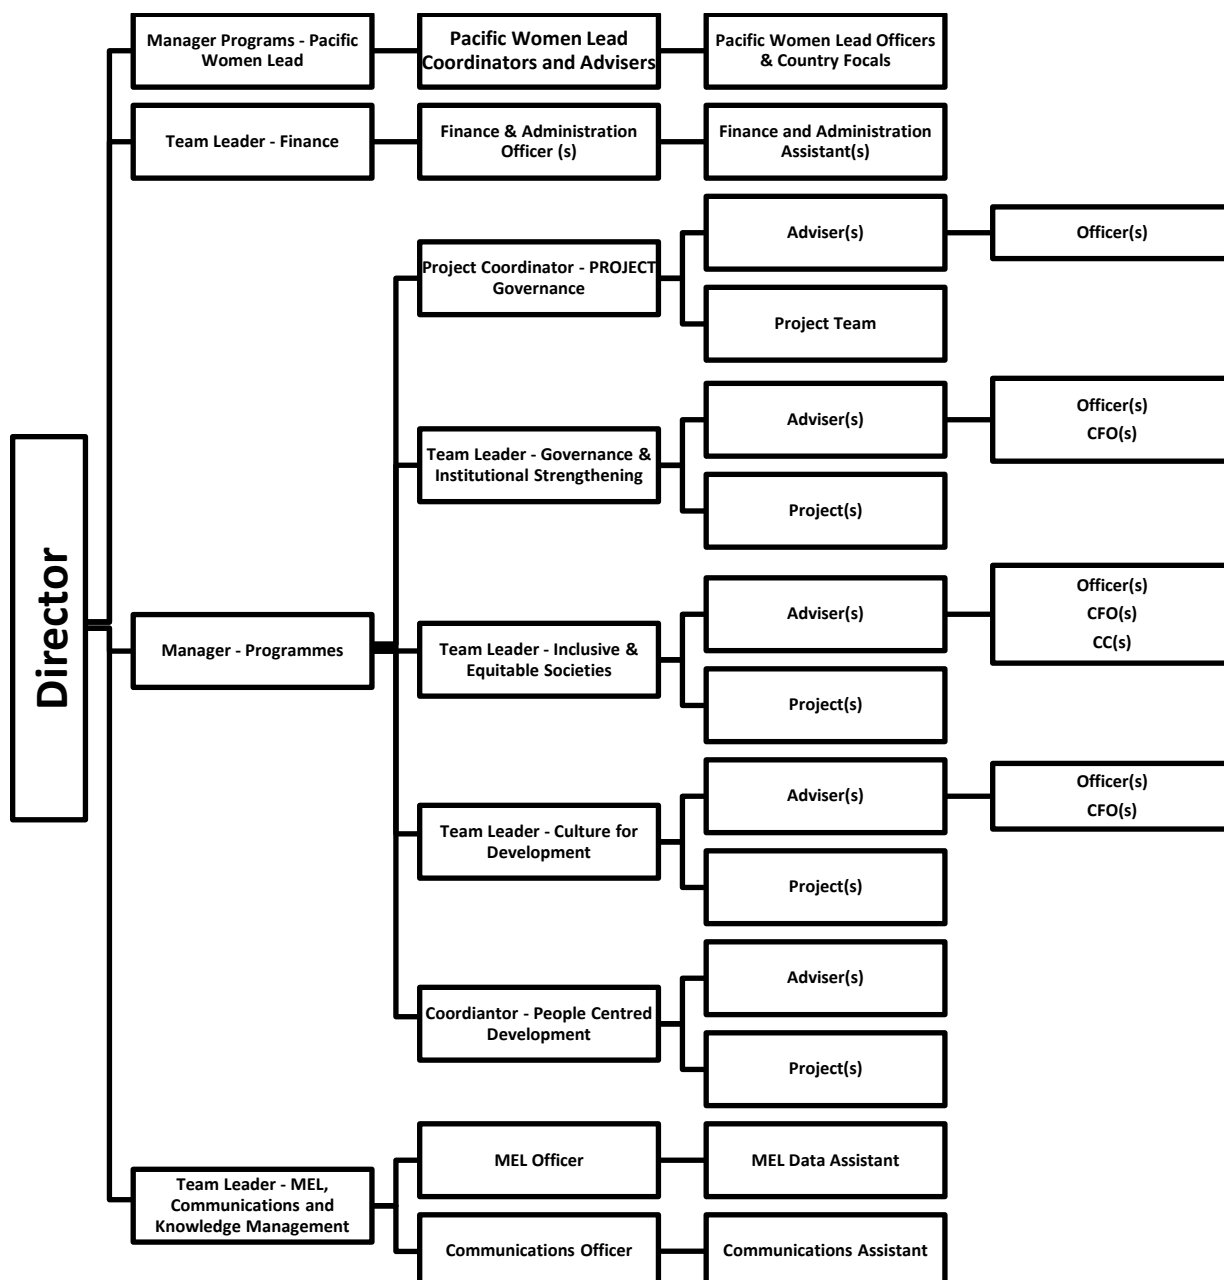 Director
Manager Programs - Pacific
Women Lead
Pacific Women Lead
Coordinators and Advisers
Pacific Women Lead Officers
& Country Focals
Team Leader - Finance
Finance & Administration
Officer (s)
Finance and Administration
Assistant(s)
Manager - Programmes
Project Coordinator - PROJECT
Governance
Adviser(s)
Officer(s)
Project Team
Team Leader - Governance &
Institutional Strengthening
Adviser(s)
Officer(s)
CFO(s)
Project(s)
Team Leader - Inclusive &
Equitable Societies
Adviser(s)
Officer(s)
CFO(s)
CC(s)
Project(s)
Team Leader - Culture for
Development
Adviser(s)
Officer(s)
CFO(s)
Project(s)
Coordiantor - People Centred
Development
Adviser(s)
Project(s)
Team Leader - MEL,
Communications and
Knowledge Management
MEL Officer
MEL Data Assistant
Communications Officer
Communications Assistant